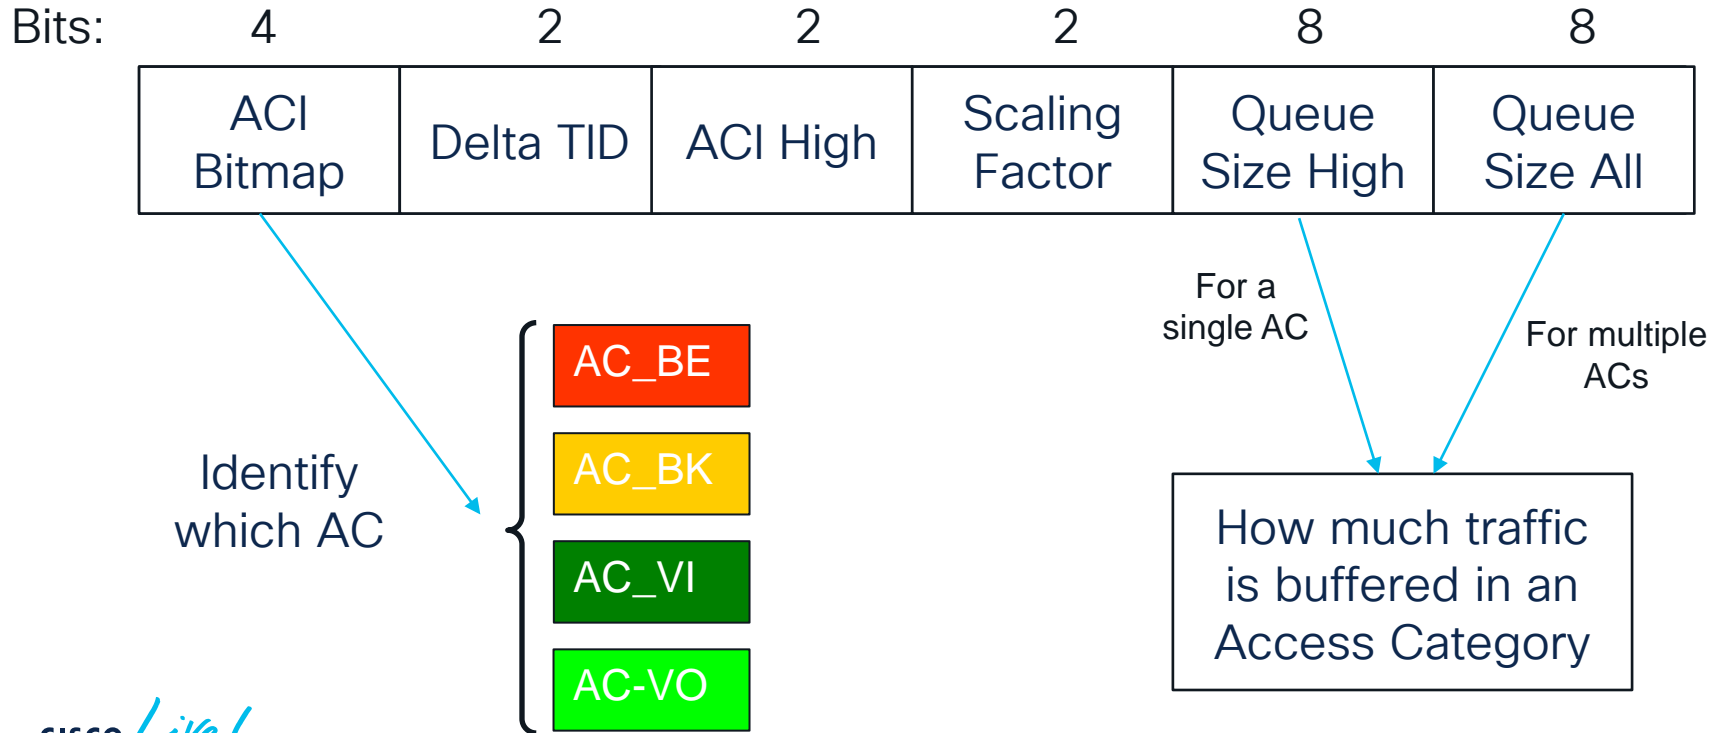 Bits: 4 2 2 2 8 8
ACI
Bitmap
Delta TID
ACI High
Scaling
Factor
Queue
Size High
Queue
Size All
For a
single AC
For multiple
ACs
Identify
which AC
AC_BE
AC_BK
AC_VI
AC-VO
How much traffic
is buffered in an
Access Category
cisco Live!